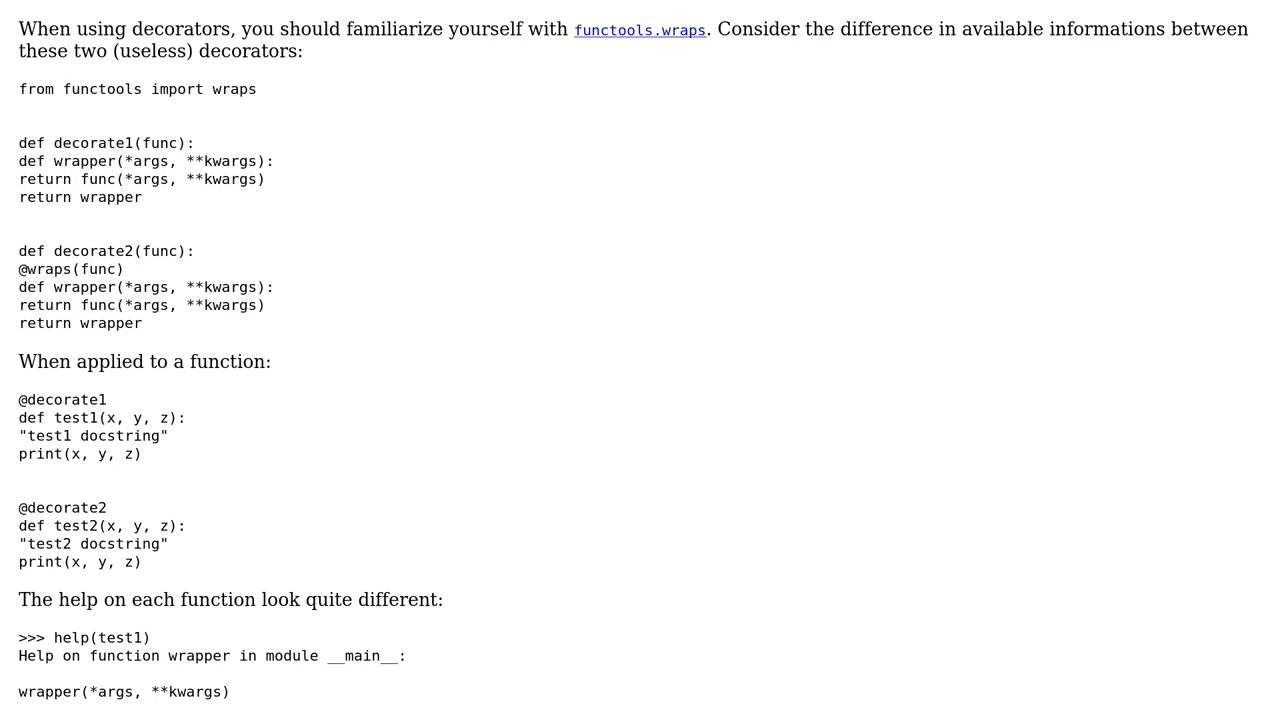 When using decorators, you should familiarize yourself with functools.wraps. Consider the difference in available informations between
these two (useless) decorators:
from functools import wraps
def decorate1(func):
def wrapper(*args, **kwargs):
return func(*args, **kwargs)
return wrapper
def decorate2(func):
@wraps(func)
def wrapper(*args, **kwargs):
return func(*args, **kwargs)
return wrapper
When applied to a function:
@decorate1
def test1(x, y, z):
"test1 docstring"
print(x, y, z)
@decorate2
def test2(x, y, z):
"test2 docstring"
print(x, y, z)
The help on each function look quite different:
>>> help(test1)
Help on function wrapper in module __main__:
wrapper(*args, **kwargs)